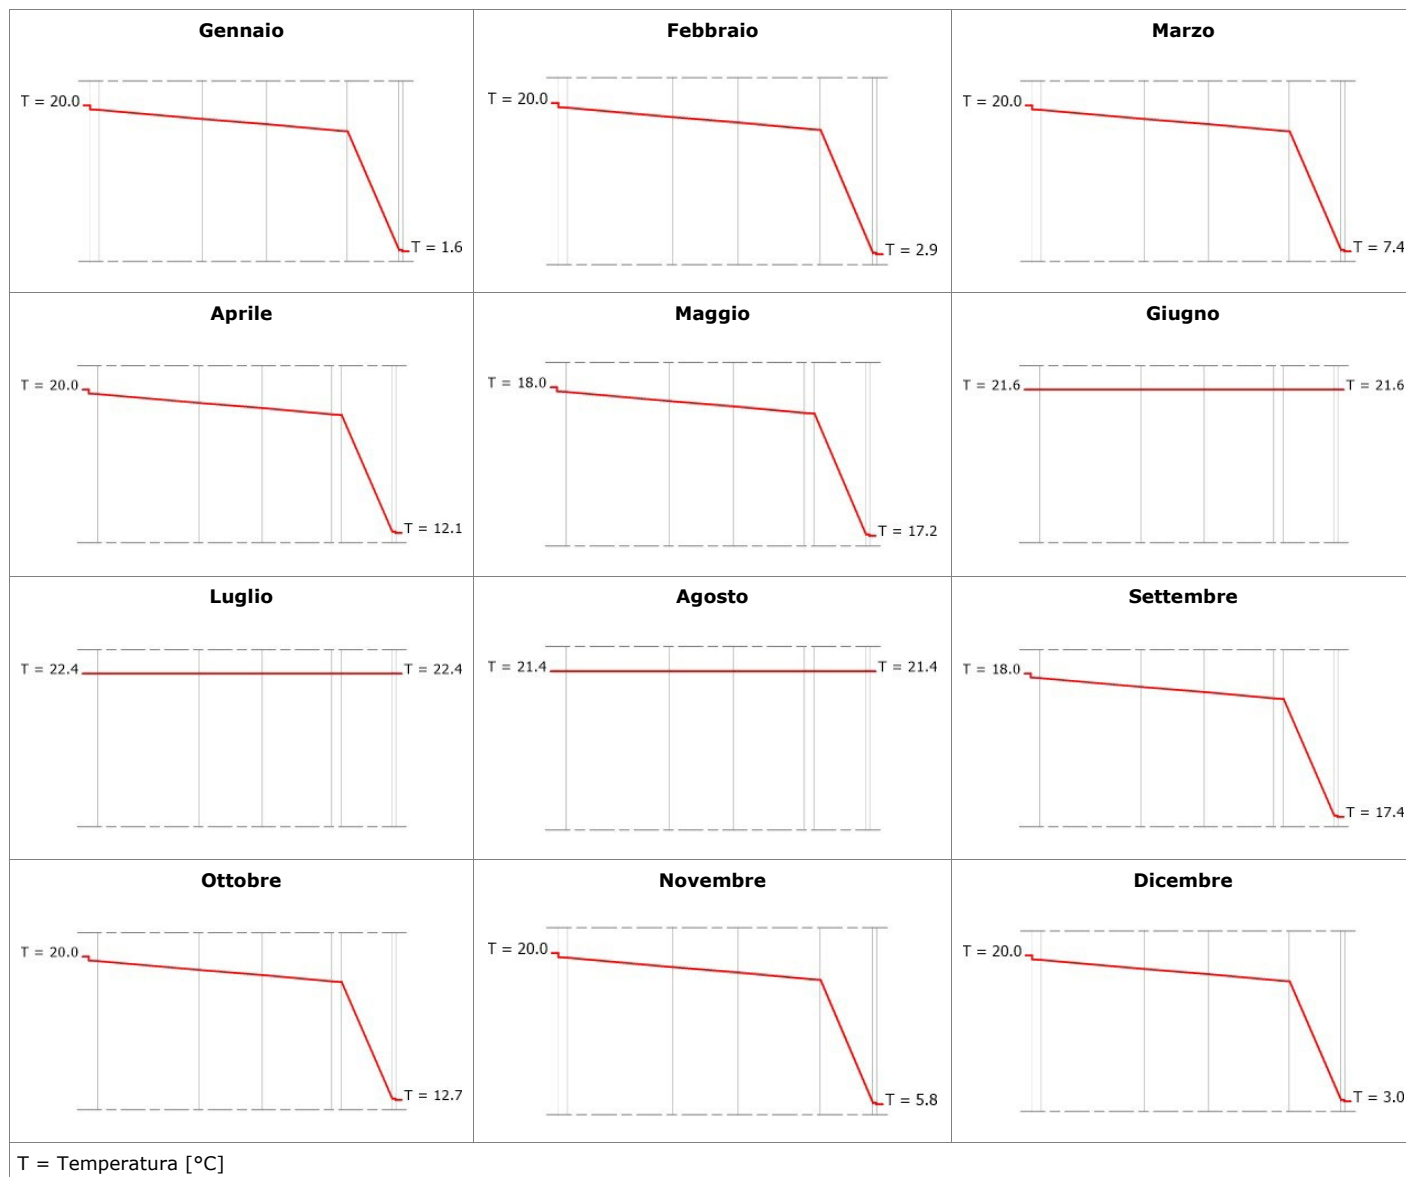 Gennaio
Febbraio
Marzo
T = 20.0
T = 1.6
T = 20.0
T = 2.9
T = 20.0
T = 7.4
Aprile
Maggio
Giugno
T = 20.0
T = 12.1
T = 18.0
T = 17.2
T = 21.6
T = 21.6
Luglio
Agosto
Settembre
T = 22.4
T = 22.4
T = 21.4
T = 21.4
T = 18.0
T = 17.4
Ottobre
Novembre
Dicembre
T = 20.0
T = 12.7
T = 20.0
T = 5.8
T = 20.0
T = 3.0
T = Temperatura [°C]